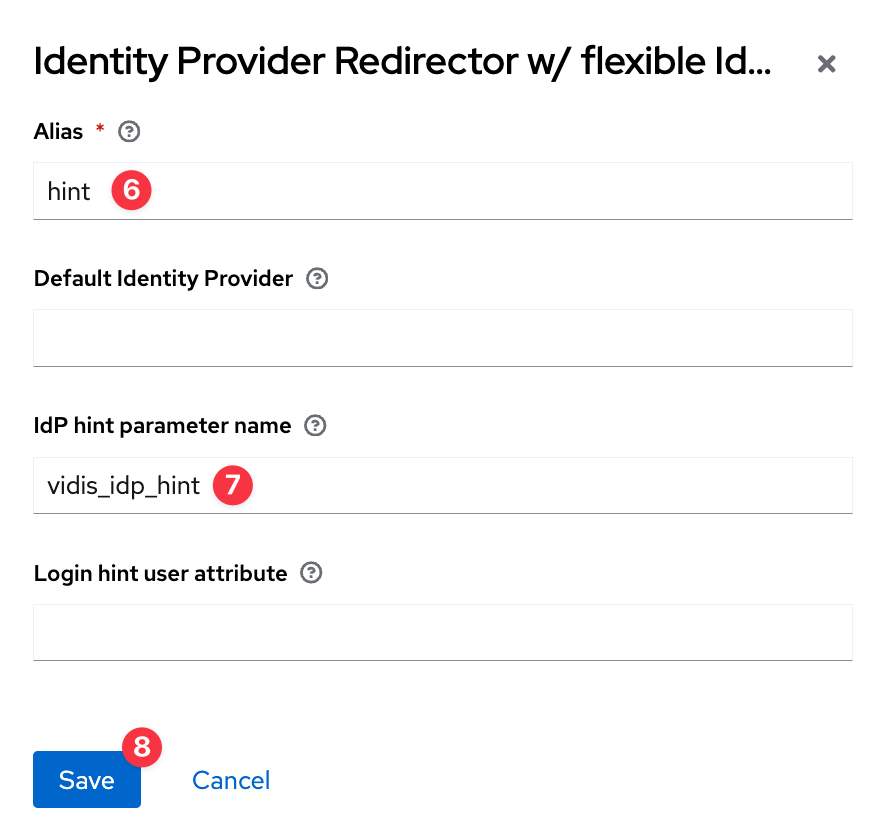 Identity Provider Redirector w/ flexible Id...
Alias *
hint 6
Default Identity Provider
IdP hint parameter name
vidis_idp_hint 7
Login hint user attribute
8
Save Cancel